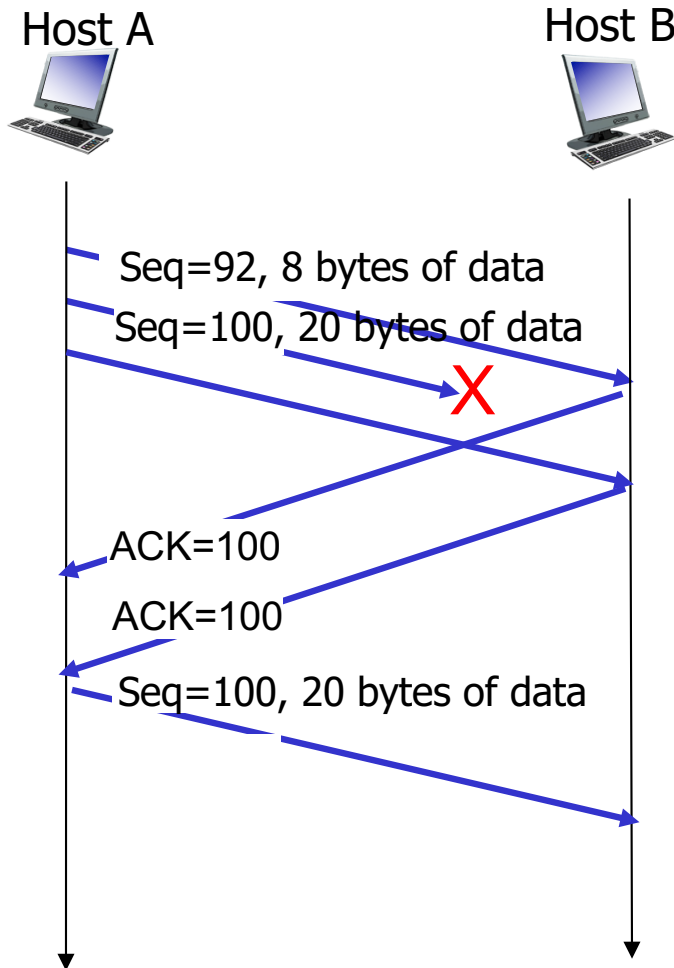 Host A
Host B
Seq=92, 8 bytes of data
Seq=100, 20 bytes of data
X
ACK=100
ACK=100
Seq=100, 20 bytes of data